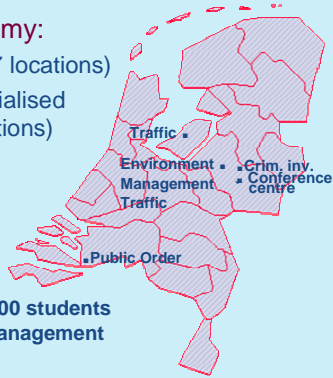 my:
7 locations)
ialised
tions)
Traffic
Environment
Management
Traffic
Crim. inv.
Conference
centre
Public Order
00 students
anagement